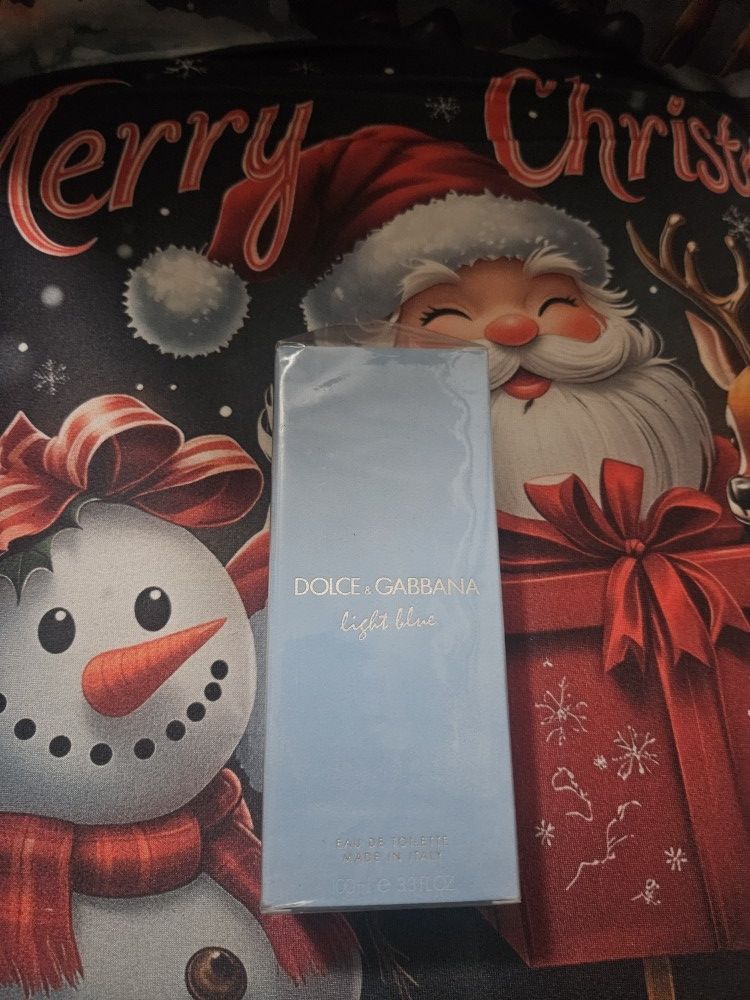 Merry Christ
DOLCE & GABBANA
light blue
EAU DE TOILETTE
MADE IN ITALY
100ml e 3.3 FL.OZ